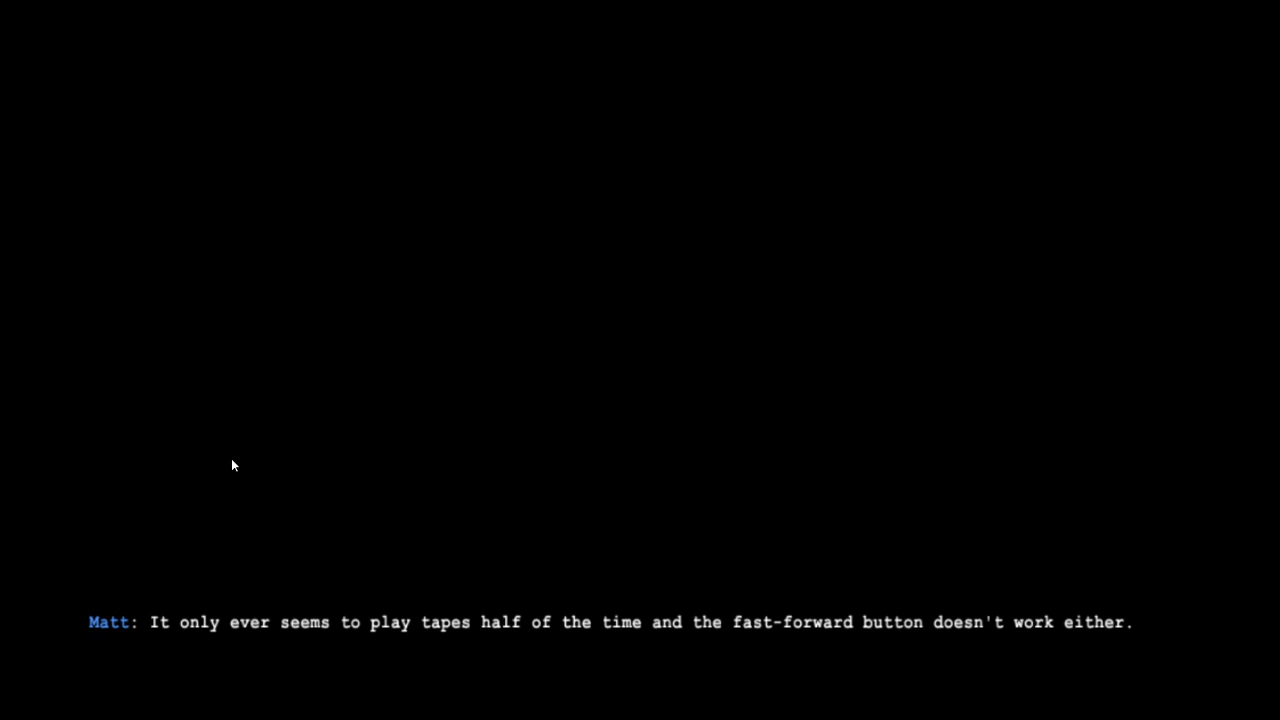 Matt: It only ever seems to play tapes half of the time and the fast-forward button doesn't work either.